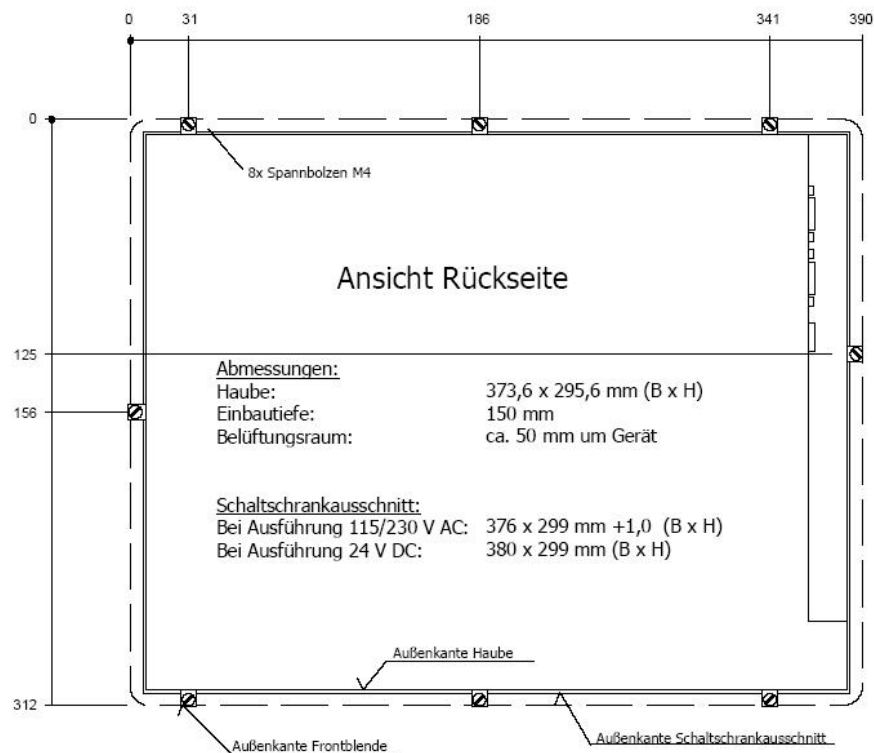 0 31 186 341 390
0
8x Spannbolzen M4
Ansicht Rückseite
125
Abmessungen:
Haube: 373,6 x 295,6 mm (B x H)
156
Einbautiefe: 150 mm
Belüftungsraum: ca. 50 mm um Gerät
Schaltschrankausschnitt:
Bei Ausführung 115/230 V AC: 376 x 299 mm +1,0 (B x H)
Bei Ausführung 24 V DC: 380 x 299 mm (B x H)
Außenkante Haube
312
Außenkante Frontblende
Außenkante Schaltschrankausschnitt